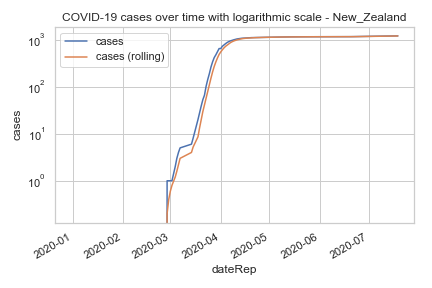 COVID-19 cases over time with logarithmic scale - New_Zealand
cases
cases (rolling)
10³
10²
10¹
10⁰
cases
2020-01
2020-02
2020-03
2020-04
2020-05
2020-06
2020-07
dateRep